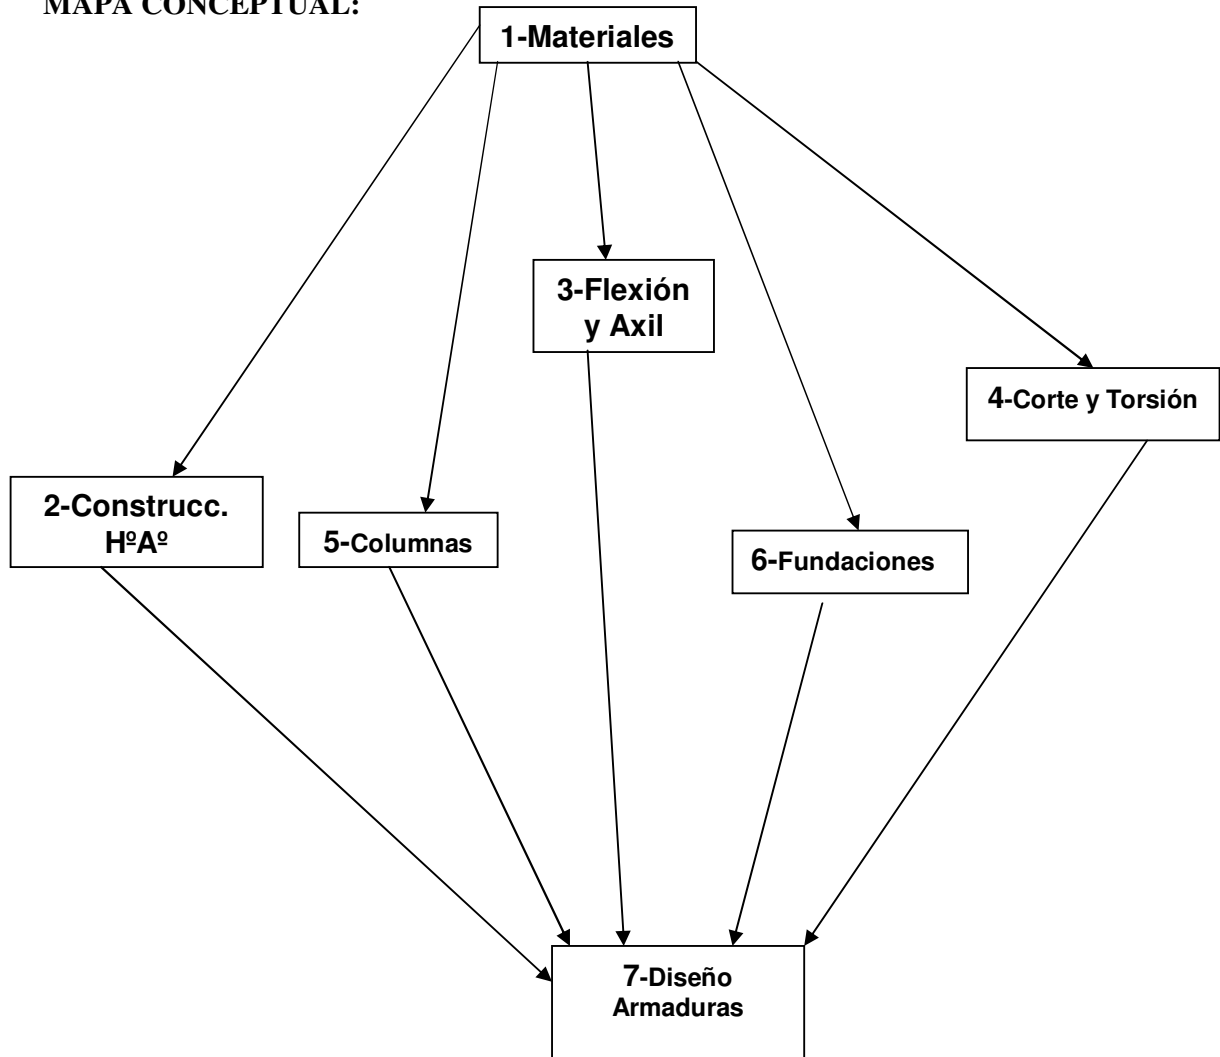 MAPA CONCEPTUAL:
1-Materiales
3-Flexión
y Axil
4-Corte y Torsión
2-Construcc.
HºAº
5-Columnas
6-Fundaciones
7-Diseño
Armaduras